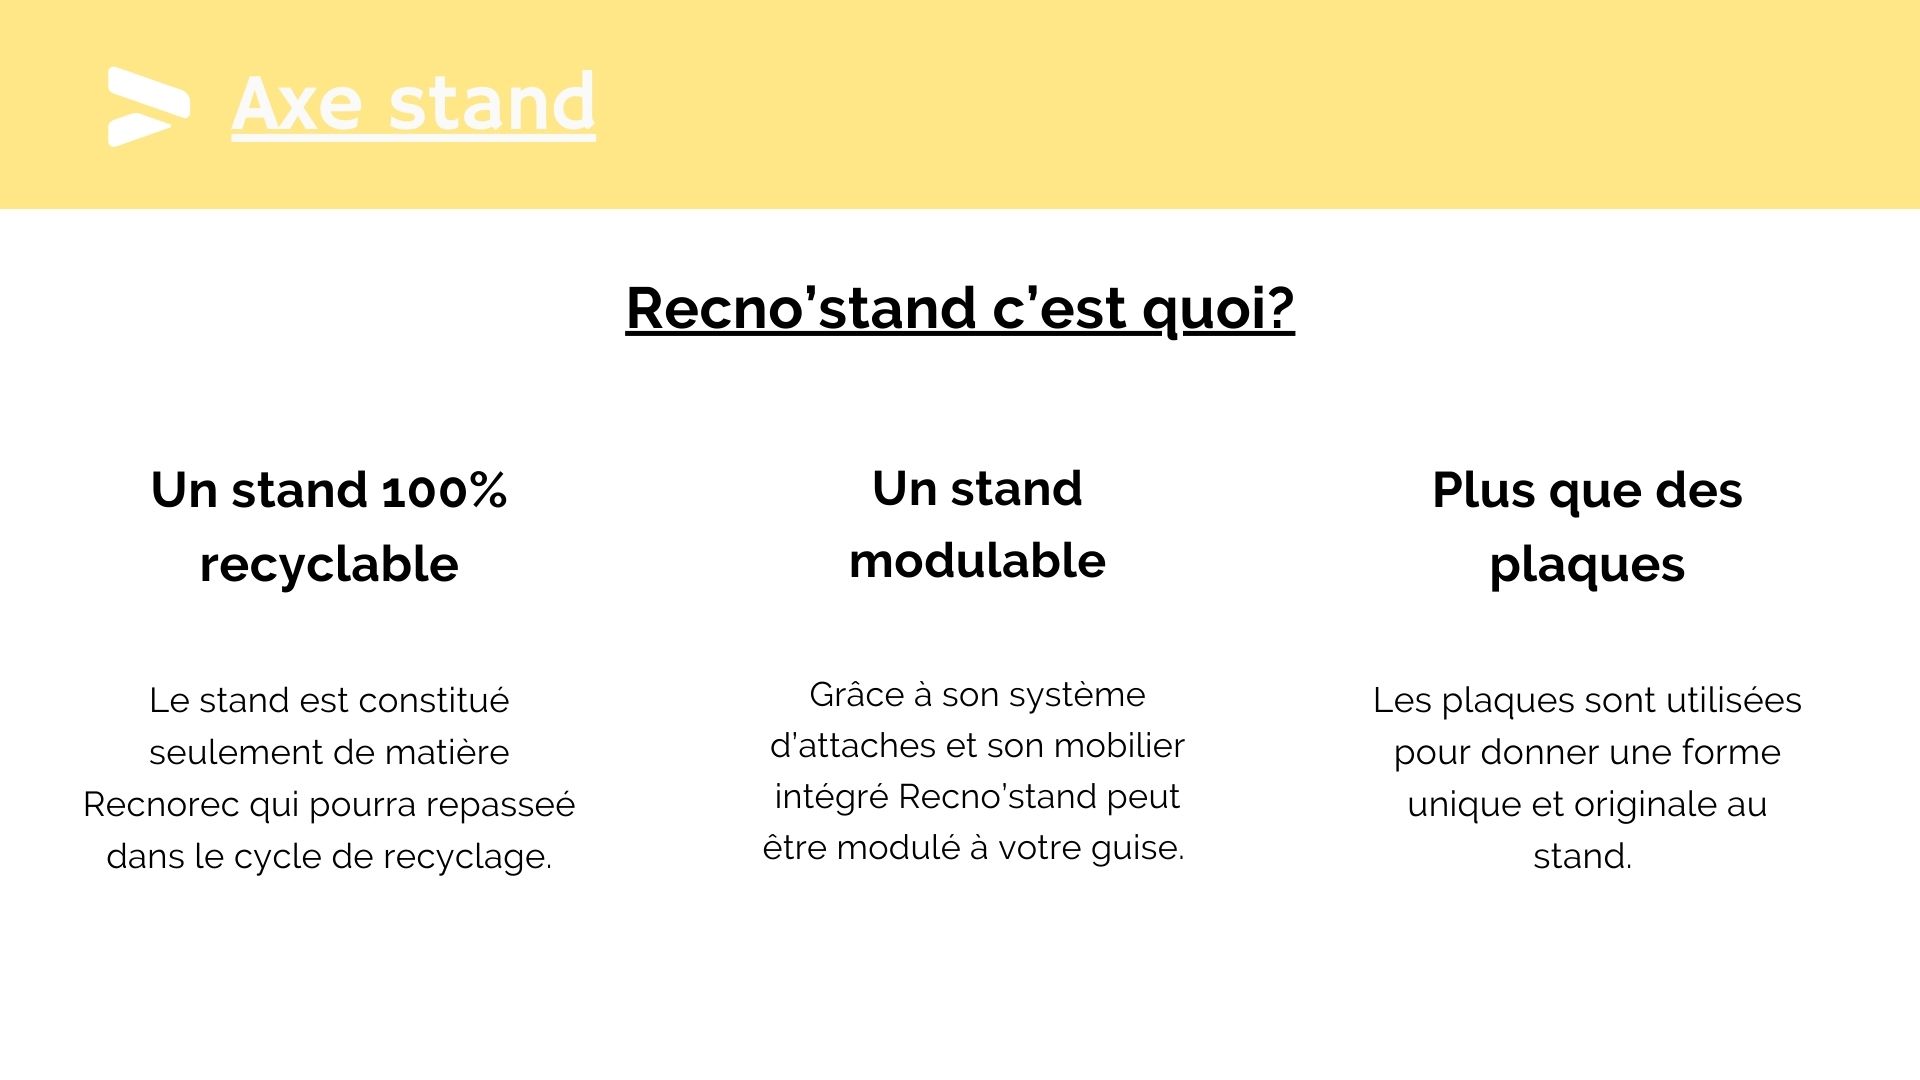 Axe stand
Recno’stand c’est quoi?
Un stand 100%
recyclable
Le stand est constitué
seulement de matière
Recnorec qui pourra repasseé
dans le cycle de recyclage.
Un stand
modulable
Grâce à son système
d’attaches et son mobilier
intégré Recno’stand peut
être modulé à votre guise.
Plus que des
plaques
Les plaques sont utilisées
pour donner une forme
unique et originale au
stand.